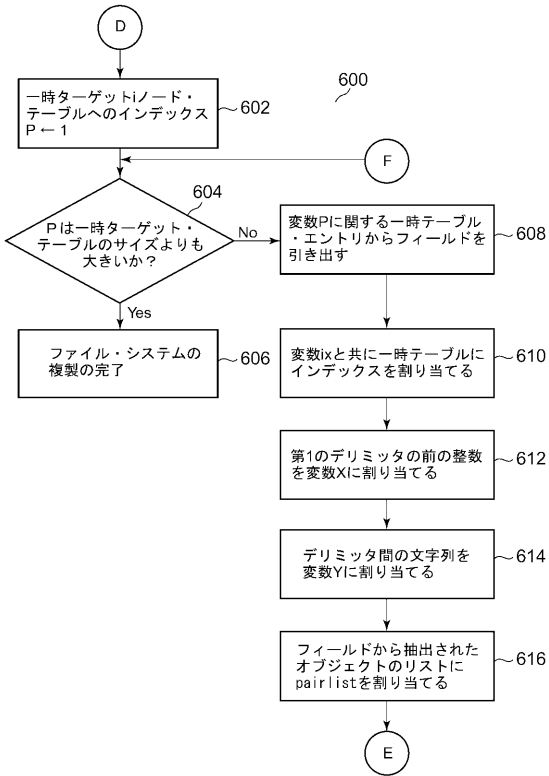 D
一時ターゲットiノード・
テーブルへのインデックス
P ← 1
602
600
F
604
Pは一時ターゲット・
テーブルのサイズよりも
大きいか？
No
Yes
変数Pに関する一時テーブル
・エントリからフィールドを
引き出す
608
ファイル・システムの
複製の完了
606
変数ixと共に一時テーブルに
インデックスを割り当てる
610
第1のデリミッタの前の整数
を変数Xに割り当てる
612
デリミッタ間の文字列を
変数Yに割り当てる
614
フィールドから抽出された
オブジェクトのリストに
pairlistを割り当てる
616
E